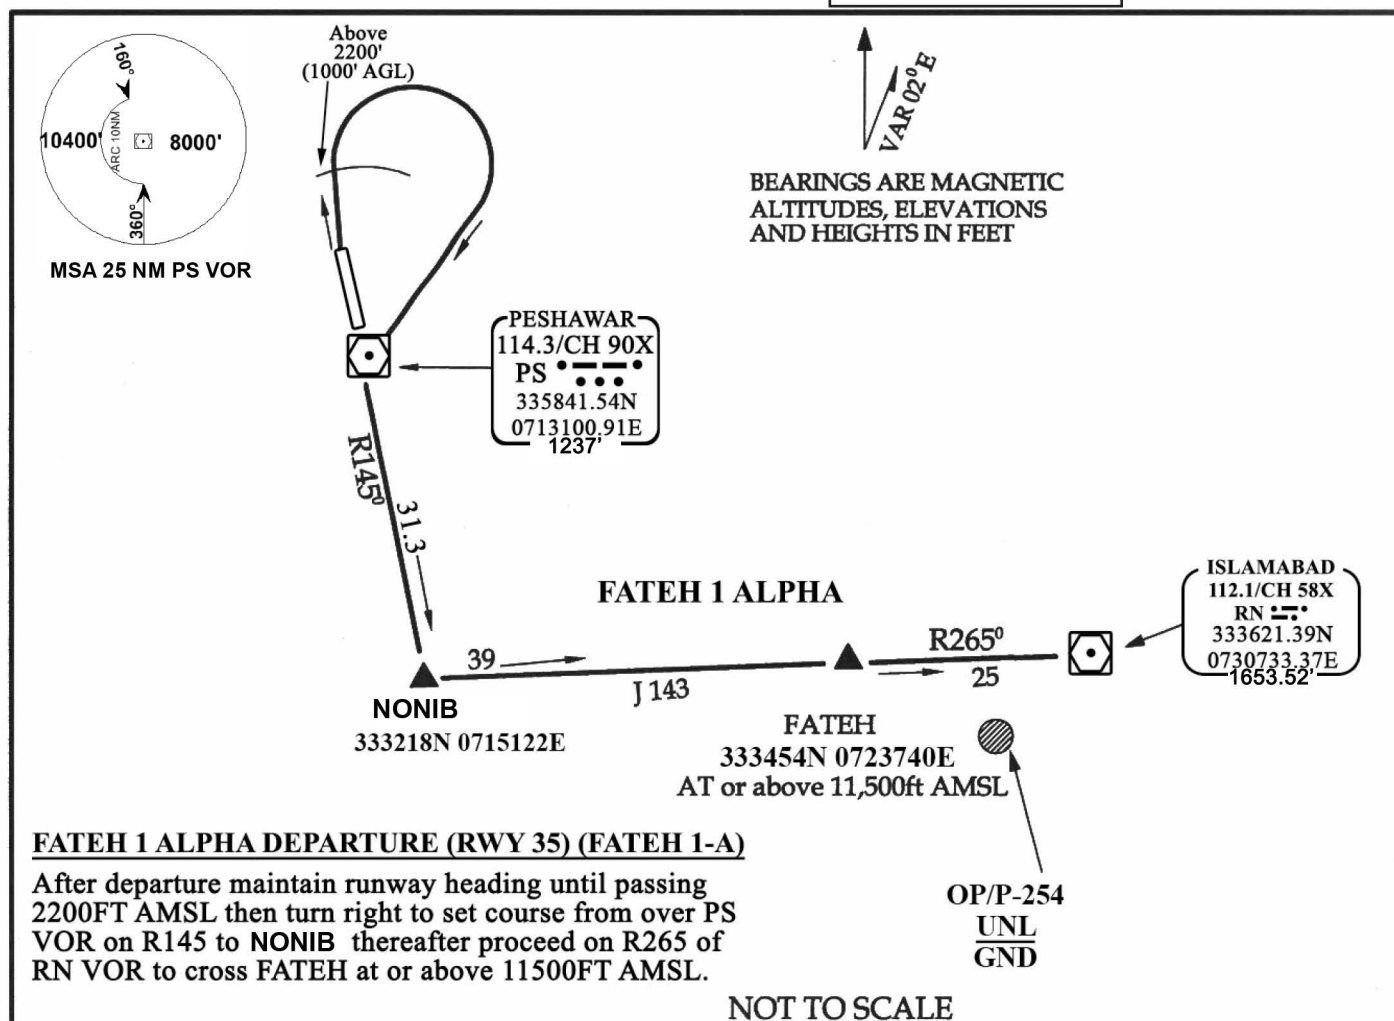 Above
2200'
(1000' AGL)
160°
10400'
ARC 10NM
8000'
360°
MSA 25 NM PS VOR
VAR 02⁰E
BEARINGS ARE MAGNETIC
ALTITUDES, ELEVATIONS
AND HEIGHTS IN FEET
PESHAWAR
114.3/CH 90X
PS
335841.54N
0713100.91E
1237'
R145⁰
31.3
FATEH 1 ALPHA
ISLAMABAD
112.1/CH 58X
RN
333621.39N
0730733.37E
1653.52'
39
J 143
R265⁰
25
NONIB
333218N 0715122E
FATEH
333454N 0723740E
AT or above 11,500ft AMSL
FATEH 1 ALPHA DEPARTURE (RWY 35) (FATEH 1-A)
After departure maintain runway heading until passing
2200FT AMSL then turn right to set course from over PS
VOR on R145 to NONIB thereafter proceed on R265 of
RN VOR to cross FATEH at or above 11500FT AMSL.
OP/P-254
UNL
GND
NOT TO SCALE